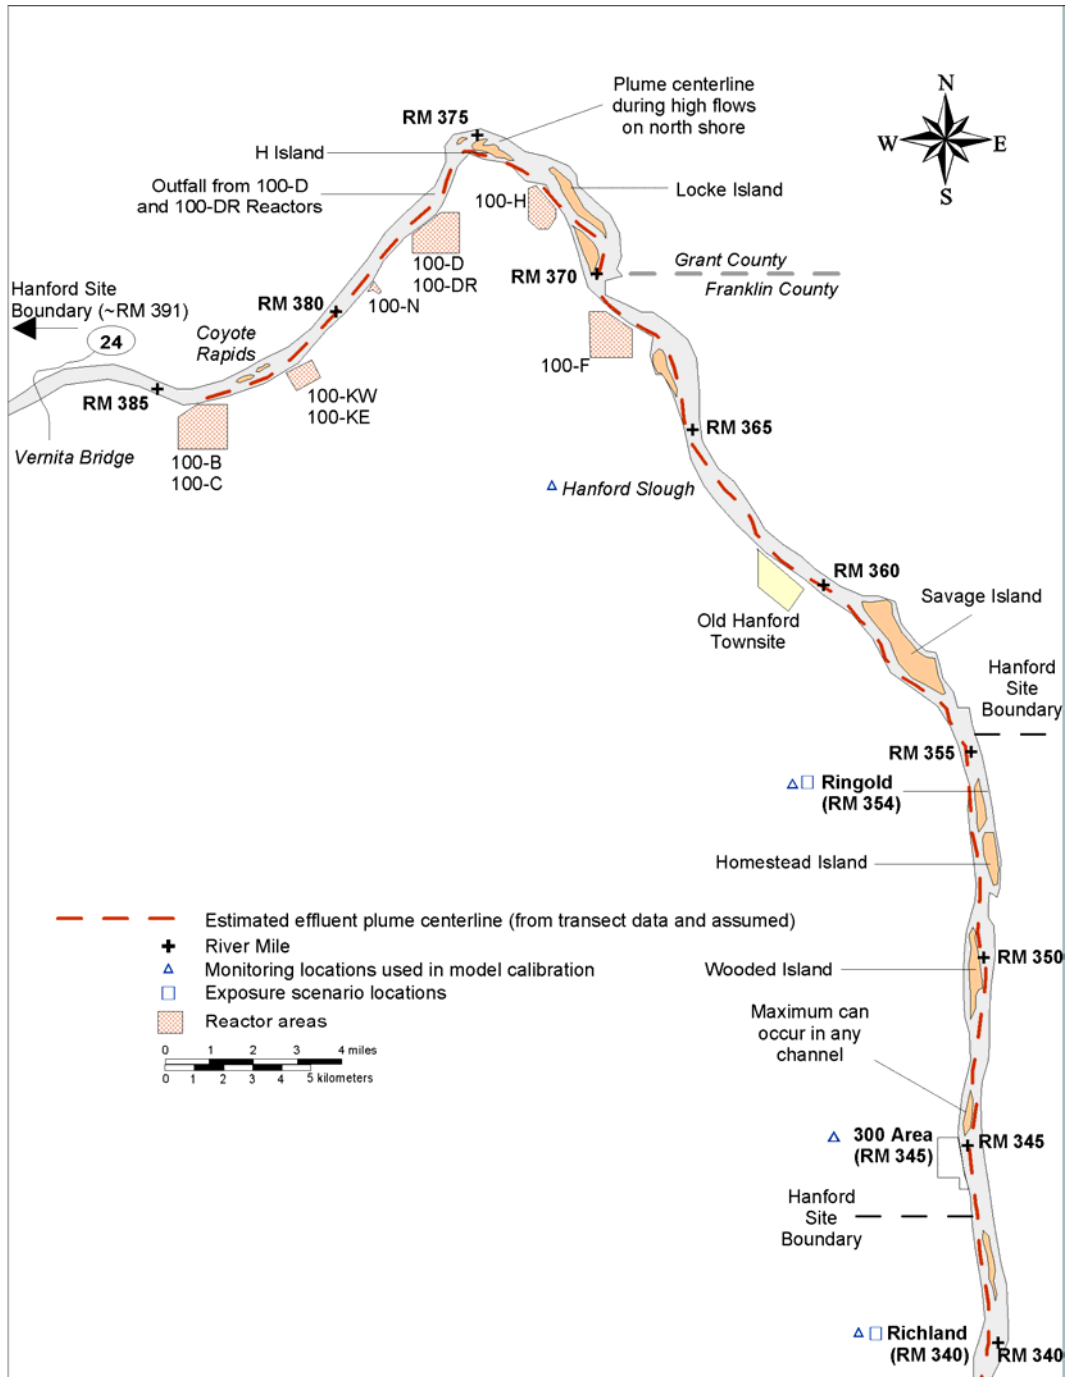 Plume centerline
during high flows
on north shore
N
W
E
S
RM 375
H Island
Outfall from 100-D
and 100-DR Reactors
Locke Island
100-H
100-D
100-DR
RM 370
Grant County
Franklin County
Hanford Site
Boundary (~RM 391)
24
RM 380
100-N
Coyote
Rapids
100-F
100-KW
100-KE
RM 385
Vernita Bridge
100-B
100-C
RM 365
Hanford Slough
RM 360
Savage Island
Old Hanford
Townsite
Hanford
Site
Boundary
RM 355
Ringold
(RM 354)
Homestead Island
Estimated effluent plume centerline (from transect data and assumed)
River Mile
Monitoring locations used in model calibration
Exposure scenario locations
Reactor areas
0 1 2 3 4 miles
0 1 2 3 4 5 kilometers
RM 350
Wooded Island
Maximum can
occur in any
channel
300 Area
(RM 345)
RM 345
Hanford
Site
Boundary
Richland
(RM 340)
RM 340